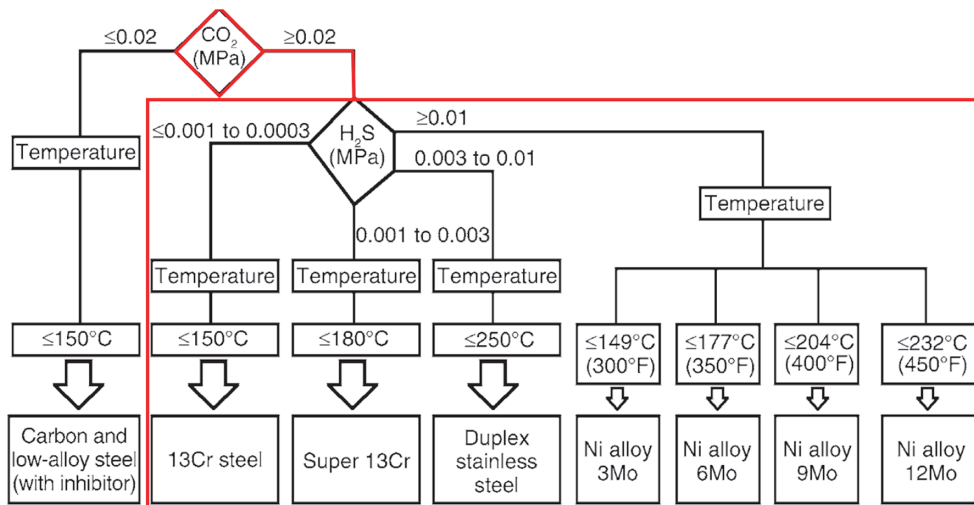 ≤0.02
CO₂
(MPa)
≥0.02
≤0.001 to 0.0003
H₂S
(MPa)
≥0.01
0.003 to 0.01
Temperature
Temperature
0.001 to 0.003
Temperature
Temperature
Temperature
≤150°C
≤150°C
≤180°C
≤250°C
≤149°C
(300°F)
≤177°C
(350°F)
≤204°C
(400°F)
≤232°C
(450°F)
Carbon and
low-alloy steel
(with inhibitor)
13Cr steel
Super 13Cr
Duplex
stainless
steel
Ni alloy
3Mo
Ni alloy
6Mo
Ni alloy
9Mo
Ni alloy
12Mo